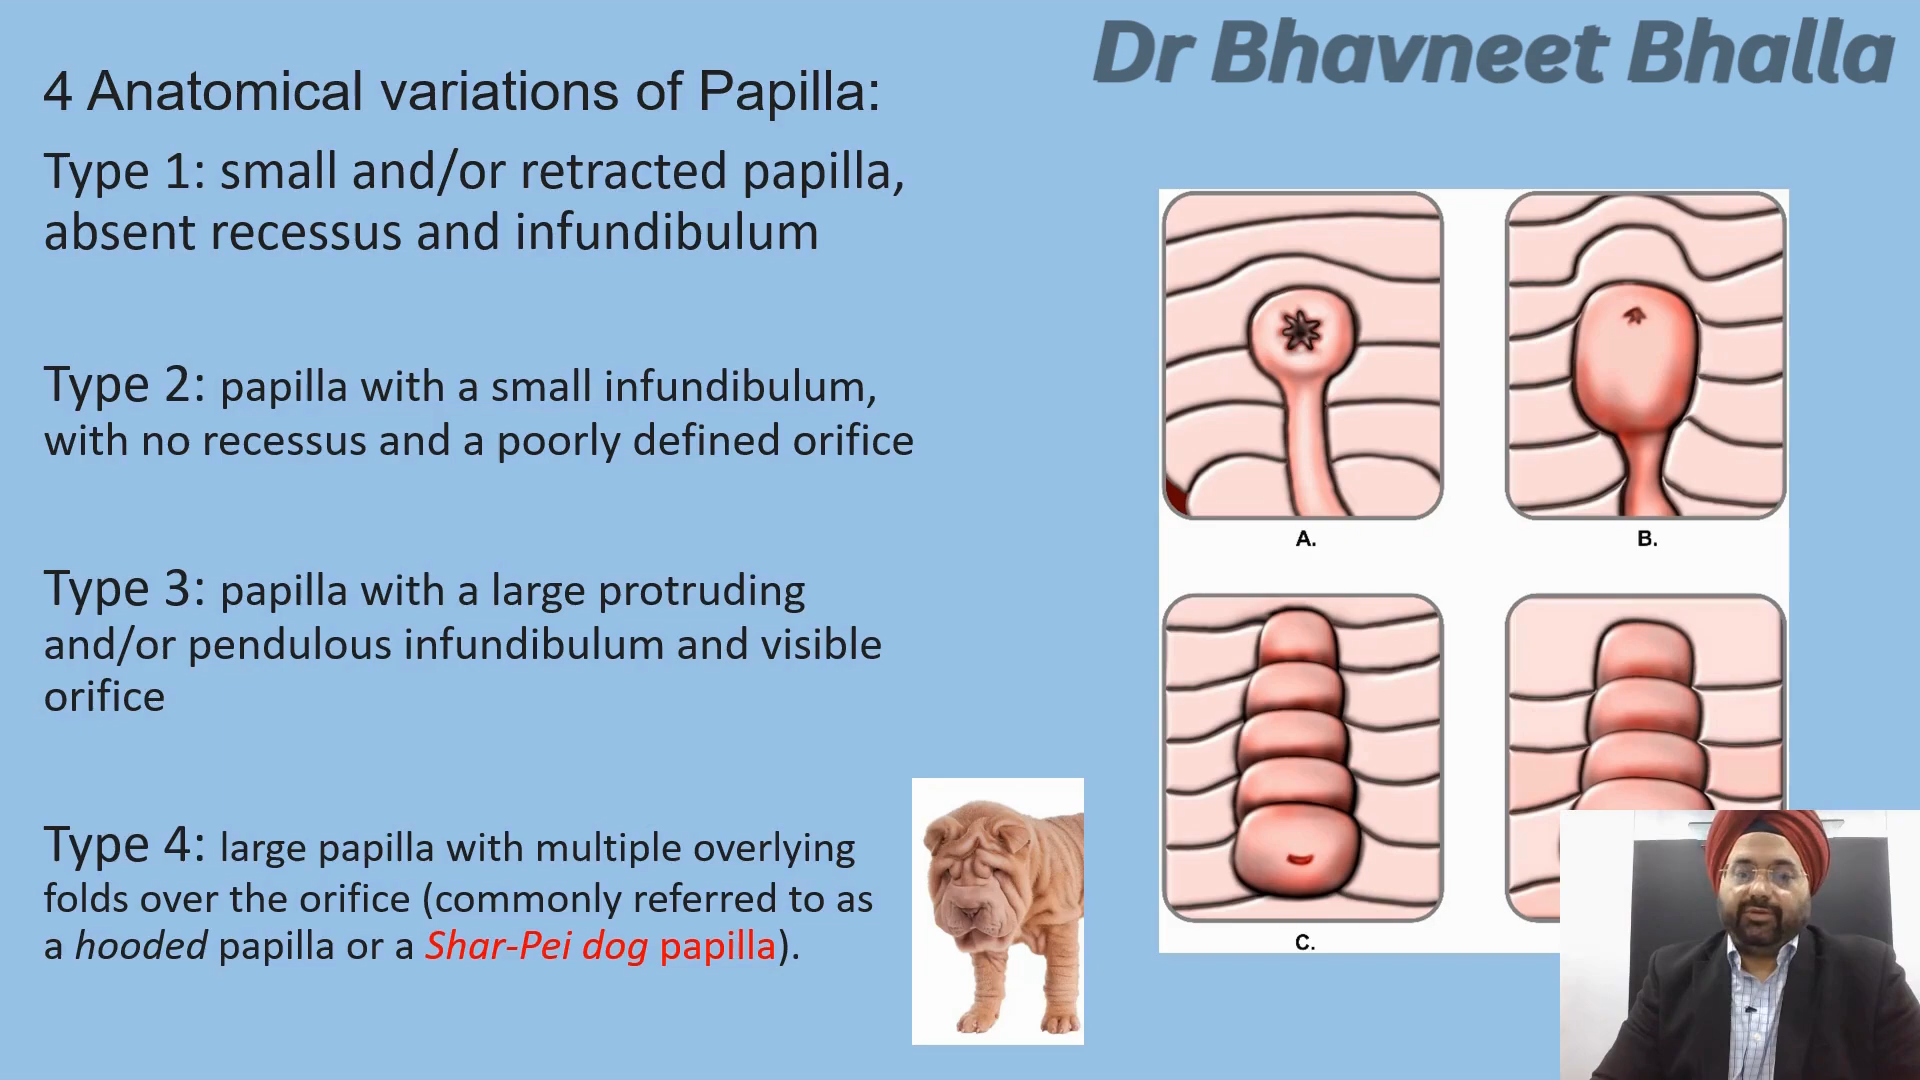 Dr Bhavneet Bhalla
4 Anatomical variations of Papilla:
Type 1: small and/or retracted papilla,
absent recessus and infundibulum
Type 2: papilla with a small infundibulum,
with no recessus and a poorly defined orifice
Type 3: papilla with a large protruding
and/or pendulous infundibulum and visible
orifice
Type 4: large papilla with multiple overlying
folds over the orifice (commonly referred to as
a hooded papilla or a Shar-Pei dog papilla).
A.
B.
C.